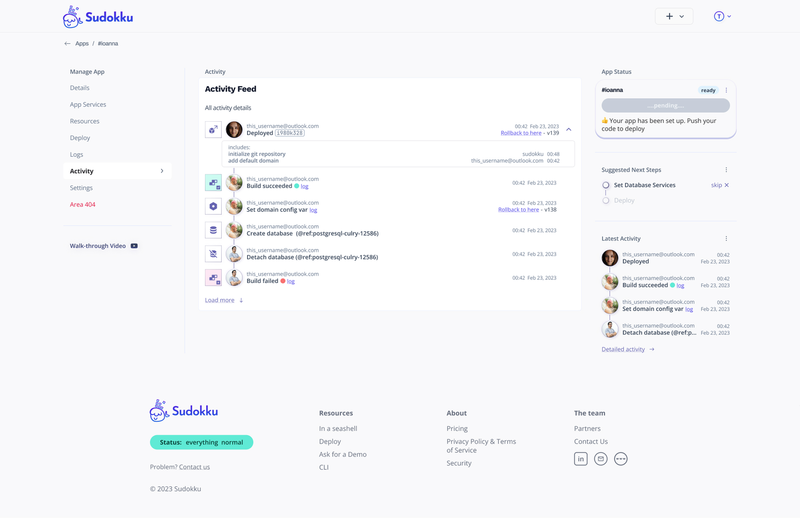 Sudokku
T
Apps / #ioanna
Manage App
Details
App Services
Resources
Deploy
Logs
Activity
Settings
Area 404
Walk-through Video
Activity
Activity Feed
All activity details
this_username@outlook.com
00:42 Feb 23, 2023
Deployed 1980k328
Rollback to here - v139
includes:
initialize git repository
sudokku 00:48
add default domain
this_username@outlook.com 00:42
this_username@outlook.com
Build succeeded log
00:42 Feb 23, 2023
this_username@outlook.com
00:42 Feb 23, 2023
Set domain config var log
Rollback to here - v138
this_username@outlook.com
Create database (@ref:postgresql-culry-12586)
00:42 Feb 23, 2023
this_username@outlook.com
Detach database (@ref:postgresql-culry-12586)
00:42 Feb 23, 2023
this_username@outlook.com
Build failed log
00:42 Feb 23, 2023
Load more
App Status
#ioanna
ready
...pending...
Your app has been set up. Push your
code to deploy
Suggested Next Steps
Set Database Services
skip
Deploy
Latest Activity
this_username@outlook.com 00:42
Deployed Feb 23, 2023
this_username@outlook.com 00:42
Build succeeded log Feb 23, 2023
this_username@outlook.com 00:42
Set domain config var log Feb 23, 2023
this_username@outlook.com 00:42
Detach database (@ref:p... Feb 23, 2023
Detailed activity
Sudokku
Status: everything normal
Problem? Contact us
© 2023 Sudokku
Resources
In a seashell
Deploy
Ask for a Demo
CLI
About
Pricing
Privacy Policy & Terms
of Service
Security
The team
Partners
Contact Us
in